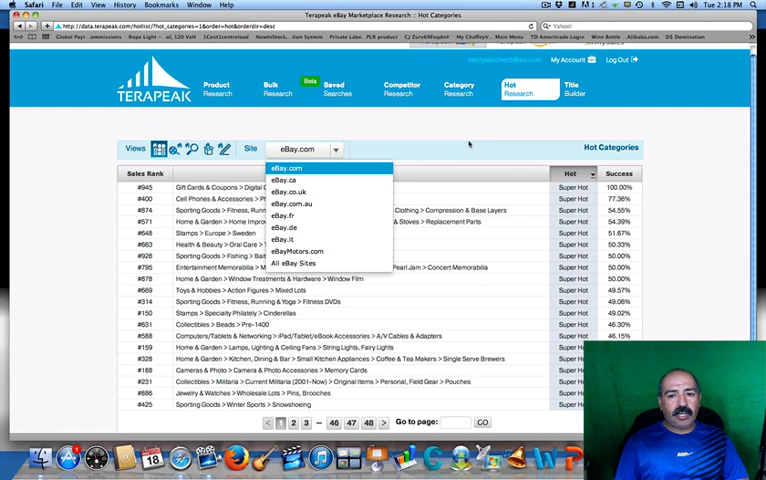 Safari File Edit View History Bookmarks Window Help
Tue 2:18 PM
Terapeak eBay Marketplace Research :: Hot Categories
http://data.terapeak.com/hotlist/?hot_categories=1&order=hot&orderdir=desc
Yahoo!
NowInStock
Private Label
PLR product
Wine Bottle
Alibaba.com
DS Domination
My Account
Log Out
TERAPEAK
Product Research
Bulk Research
Beta
Saved Searches
Competitor Research
Category Research
Hot Research
Title Builder
Views
Site
eBay.com
Hot Categories
eBay.com
eBay.ca
eBay.co.uk
eBay.com.au
eBay.fr
eBay.de
eBay.it
eBayMotors.com
All eBay Sites
Sales Rank Hot Success
#945 Gift Cards & Coupons > Digital Super Hot 100.00%
#400 Cell Phones & Accessories > Super Hot 77.36%
#874 Sporting Goods > Fitness, Clothing > Compression & Base Layers Super Hot 54.55%
#571 Home & Garden > Home Stoves > Replacement Parts Super Hot 54.39%
#648 Stamps > Europe > Sweden Super Hot 51.67%
#663 Health & Beauty > Oral Care > Super Hot 50.33%
#928 Sporting Goods > Fishing > Super Hot 50.00%
#795 Entertainment Memorabilia > Pearl Jam > Concert Memorabilia Super Hot
#878 Home & Garden > Window Treatments & Hardware > Window Film Super Hot
#669 Toys & Hobbies > Action Figures > Mixed Lots Super Hot 49.57%
#314 Sporting Goods > Fitness, Running & Yoga > Fitness DVDs Super Hot 49.06%
#150 Stamps > Specialty Philately > Cinderellas Super Hot 49.02%
#631 Collectibles > Beads > Pre-1400 Super Hot 46.30%
#588 Computers/Tablets & Networking > iPad/Tablet/eBook Accessories > A/V Cables & Adapters Super Hot 46.15%
#159 Home & Garden > Lamps, Lighting & Ceiling Fans > String Lights, Fairy Lights Super Hot
#328 Home & Garden > Kitchen, Dining & Bar > Small Kitchen Appliances > Coffee & Tea Makers > Single Serve Brewers Super Hot
#188 Cameras & Photo > Camera & Photo Accessories > Memory Cards Super Hot
#231 Collectibles > Militaria > Current Militaria (2001-Now) > Original Items > Personal, Field Gear > Pouches Super Hot
#886 Jewelry & Watches > Wholesale Lots > Pins, Brooches Super Hot
#425 Sporting Goods > Winter Sports > Snowshoeing Super Hot
< 1 2 3 ... 46 47 48 > Go to page: GO